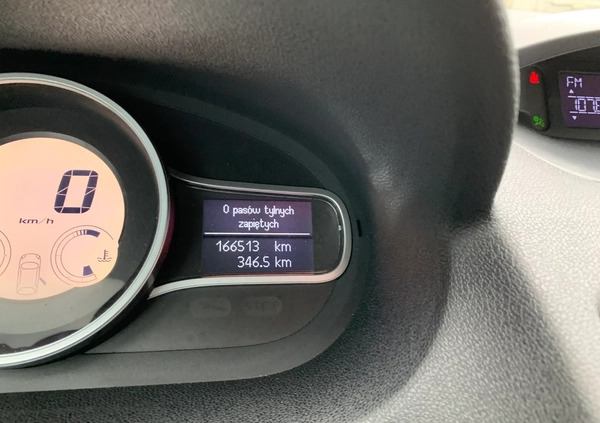 0
km/h
0 pasów tylnych
zapiętych
166513 km
346.5 km
FM